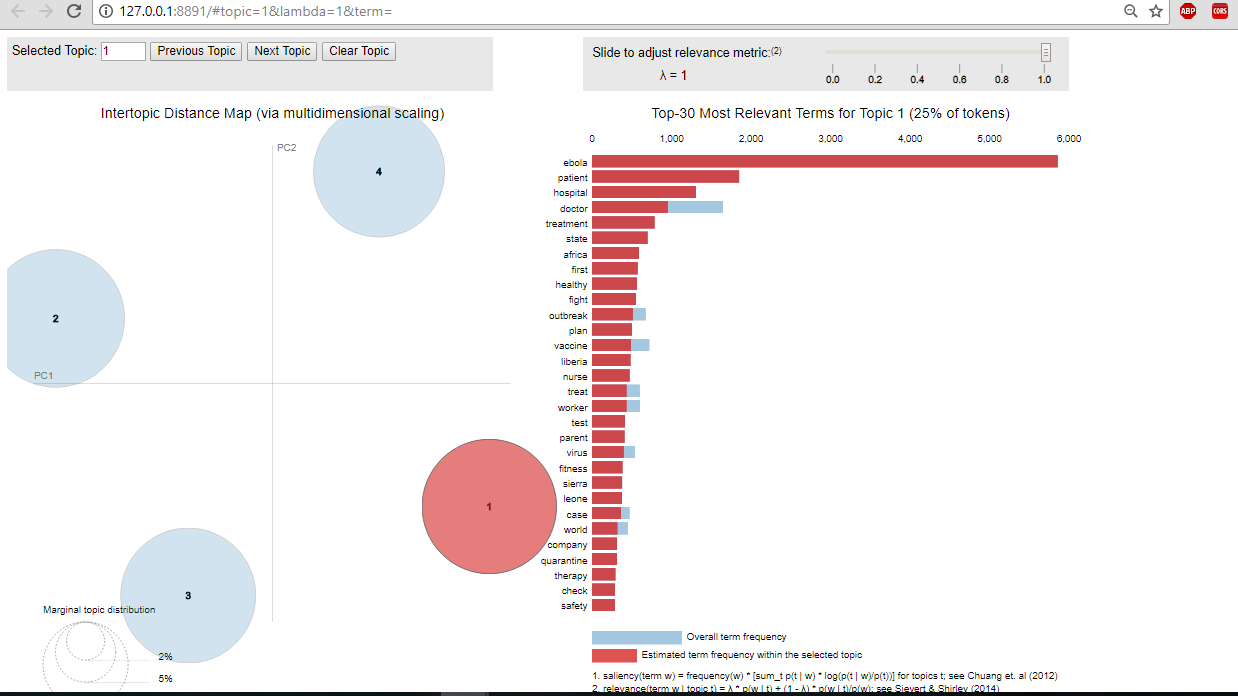 127.0.0.1:8891/#topic=1&lambda=1&term=
ABP
CORS
Selected Topic: 1 Previous Topic Next Topic Clear Topic
Slide to adjust relevance metric:(2)
λ = 1
0.0 0.2 0.4 0.6 0.8 1.0
Intertopic Distance Map (via multidimensional scaling)
PC2
4
2
PC1
1
3
Marginal topic distribution
2%
5%
Top-30 Most Relevant Terms for Topic 1 (25% of tokens)
0 1,000 2,000 3,000 4,000 5,000 6,000
ebola
patient
hospital
doctor
treatment
state
africa
first
healthy
fight
outbreak
plan
vaccine
liberia
nurse
treat
worker
test
parent
virus
fitness
sierra
leone
case
world
company
quarantine
therapy
check
safety
Overall term frequency
Estimated term frequency within the selected topic
1. saliency(term w) = frequency(w) * [sum_t p(t | w) * log(p(t | w)/p(t))] for topics t; see Chuang et. al (2012)
2. relevance(term w | topic t) = λ * p(w | t) + (1 - λ) * p(w | t)/p(w); see Sievert & Shirley (2014)